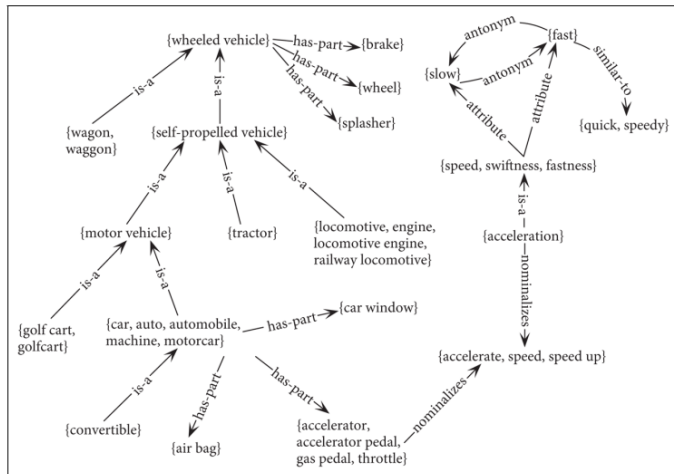 {wheeled vehicle}
has-part
{brake}
has-part
{wheel}
has-part
{splasher}
is-a
is-a
{wagon,
waggon}
{self-propelled vehicle}
antonym
{fast}
{slow}
antonym
similar-to
{quick, speedy}
attribute
attribute
{speed, swiftness, fastness}
is-a
is-a
is-a
{motor vehicle}
{tractor}
{locomotive, engine,
locomotive engine,
railway locomotive}
is-a
{acceleration}
nominalizes
is-a
is-a
{golf cart,
golfcart}
{car, auto, automobile,
machine, motorcar}
has-part
{car window}
{accelerate, speed, speed up}
is-a
has-part
has-part
nominalizes
{convertible}
{air bag}
{accelerator,
accelerator pedal,
gas pedal, throttle}